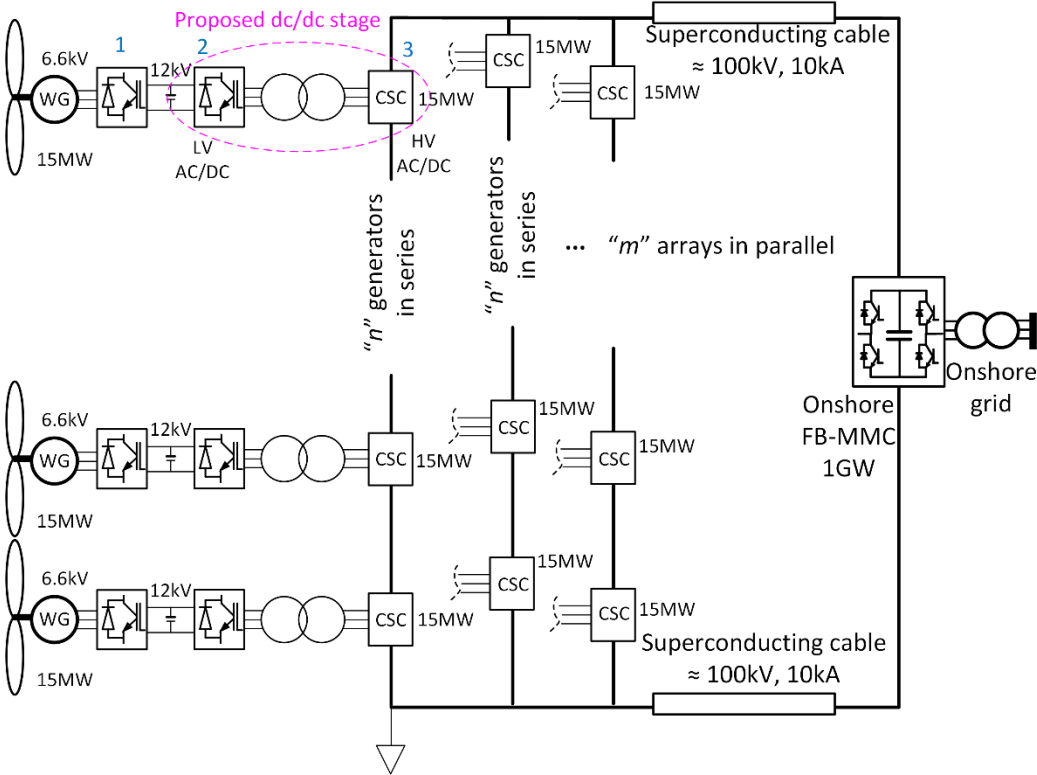 Proposed dc/dc stage
1
2
3
6.6kV
12kV
WG
CSC
15MW
15MW
LV
AC/DC
HV
AC/DC
15MW
CSC
CSC
15MW
Superconducting cable
≈ 100kV, 10kA
“n” generators
in series
“n” generators
in series
... “m” arrays in parallel
Onshore
grid
Onshore
FB-MMC
1GW
6.6kV
12kV
WG
CSC
15MW
15MW
15MW
CSC
CSC
15MW
6.6kV
12kV
WG
CSC
15MW
15MW
15MW
CSC
CSC
15MW
Superconducting cable
≈ 100kV, 10kA